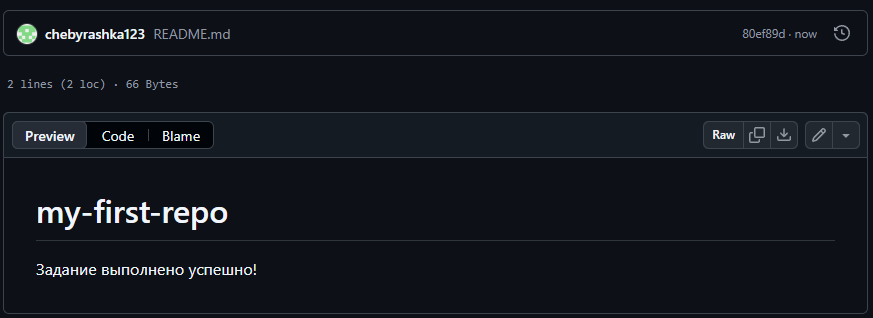 chebyrashka123 README.md 80ef89d · now
2 lines (2 loc) · 66 Bytes
Preview Code Blame Raw
my-first-repo
Задание выполнено успешно!